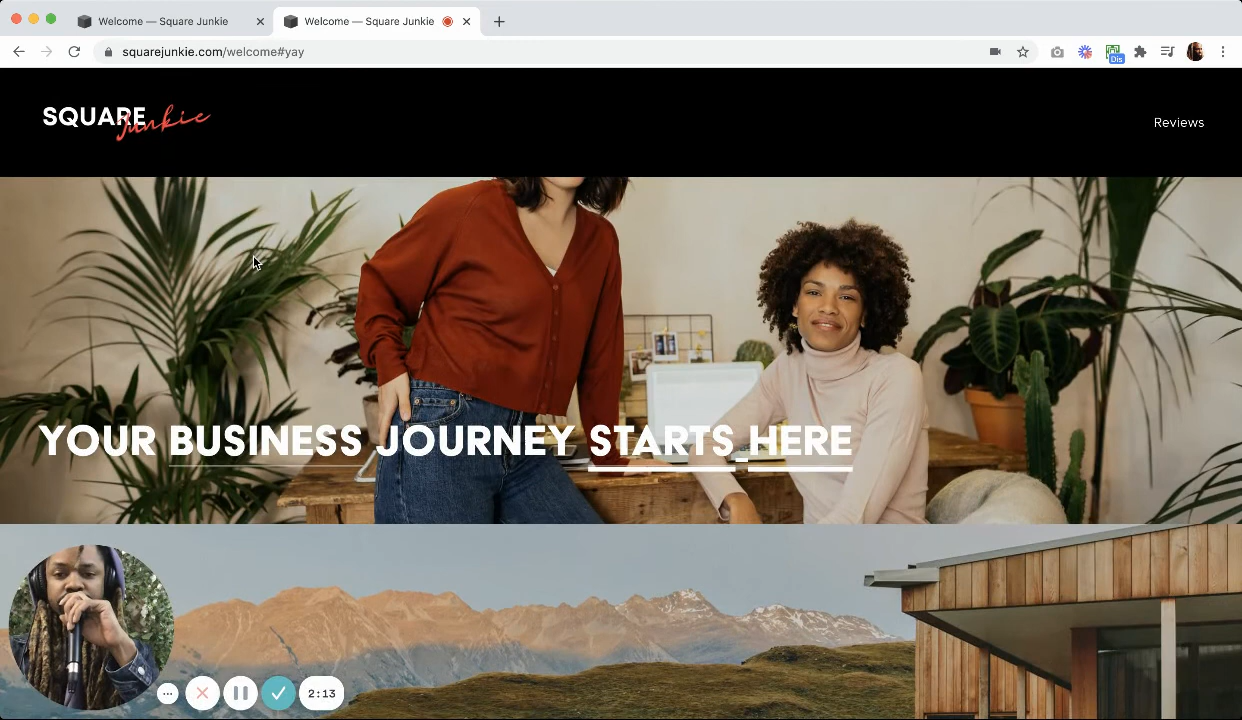 Welcome — Square Junkie
Welcome — Square Junkie
squarejunkie.com/welcome#yay
Dis
SQUARE
Junkie
Reviews
YOUR BUSINESS JOURNEY STARTS HERE
2:13